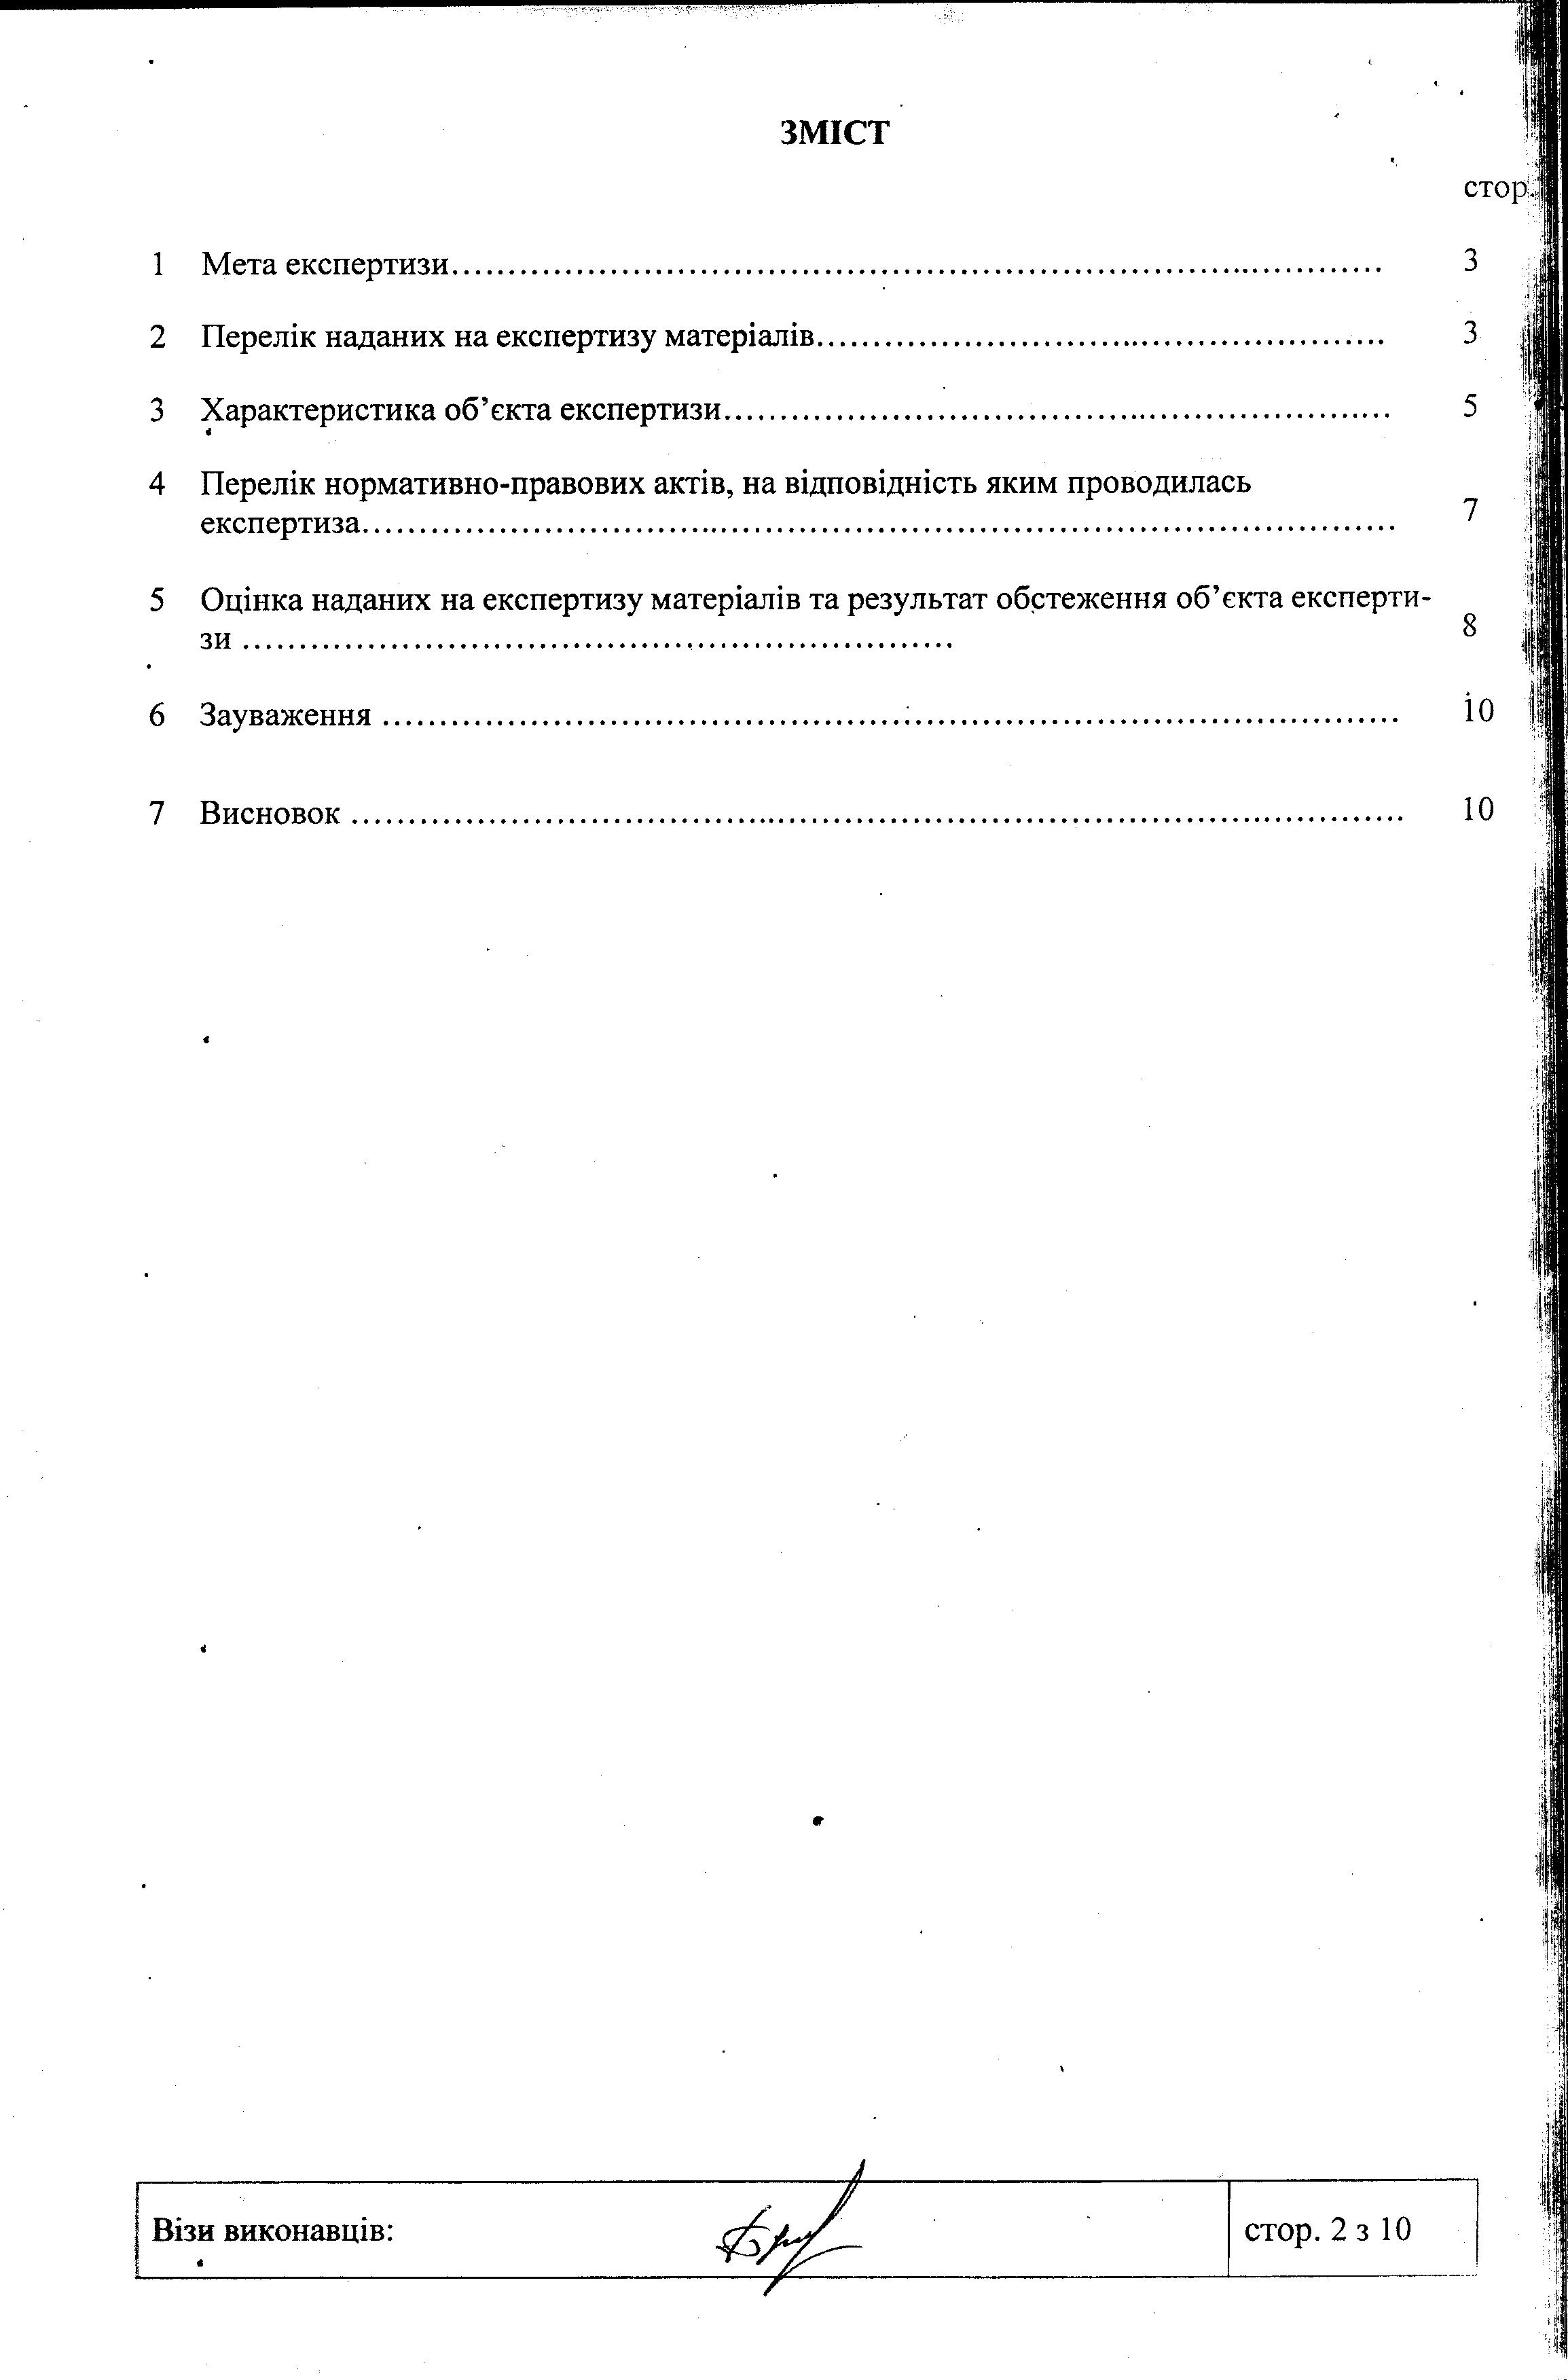 ЗМІСТ
стор.
1 Мета експертизи.................................................................................. 3
2 Перелік наданих на експертизу матеріалів.................................................. 3
3 Характеристика об’єкта експертизи........................................................... 5
4 Перелік нормативно-правових актів, на відповідність яким проводилась
експертиза............................................................................................ 7
5 Оцінка наданих на експертизу матеріалів та результат обстеження об’єкта експерти-
зи ............................................................... 8
6 Зауваження .......................................................................................... 10
7 Висновок ............................................................................................. 10
Візи виконавців:
стор. 2 з 10